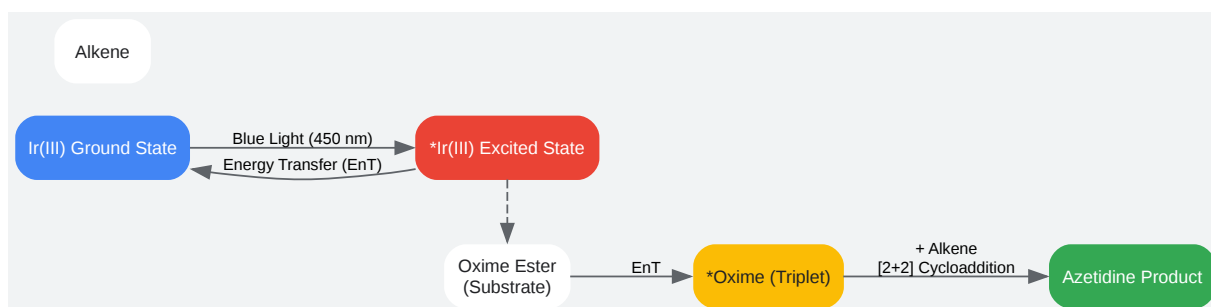 Alkene
Blue Light (450 nm)
Ir(III) Ground State
*Ir(III) Excited State
Energy Transfer (EnT)
Oxime Ester
(Substrate)
EnT
*Oxime (Triplet)
+ Alkene
[2+2] Cycloaddition
Azetidine Product